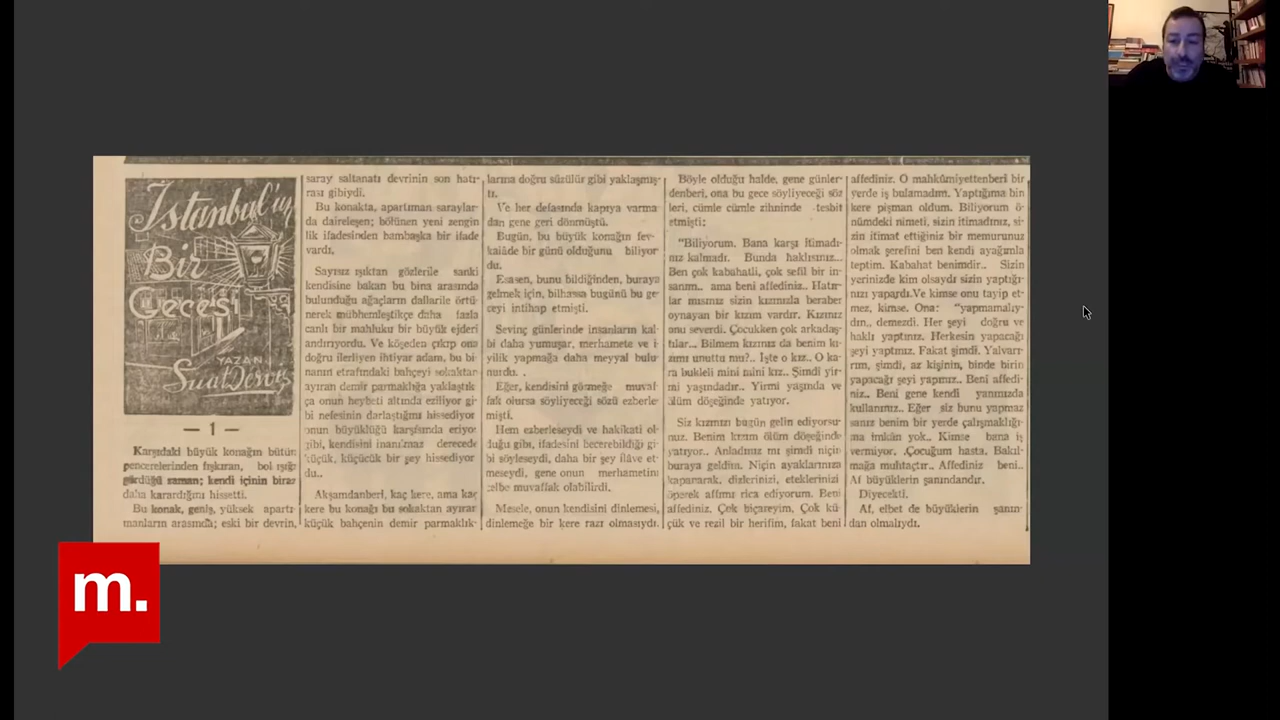 İstanbul'un
Bir
Gecesi
YAZAN
Suat Derviş
— 1 —
Karşıdaki büyük konağın bütün
pencerelerinden fışkıran, bol ışığı
gördüğü zaman; kendi içinin biraz
daha karardığını hissetti.
Bu konak, geniş, yüksek aparti-
manların arasında; eski bir devrin,
saray saltanatı devrinin son hatı-
rası gibiydi.
Bu konakta, apartıman saraylar-
da daireleşen; bölünen yeni zengin
lik ifadesinden bambaşka bir ifade
vardı,
Sayısız ışıktan gözlerile sanki
kendisine bakan bu bina arasında
bulunduğu ağaçların dallarile örtü-
nerek mübhemleştikçe daha fazla
canlı bir mahluku bir büyük ejderi
andırıyordu. Ve köşeden çıkıp ona
doğru ilerliyen ihtiyar adam, bu bi-
nanın etrafındaki bahçeyi sokaktan
ayıran demir parmaklığa yaklaştık
ça onun heybeti altında eziliyor gi-
bi nefesinin darlaştığını hissediyor
onun büyüklüğü karşısında eriyor
gibi, kendisini inanılmaz derecede
küçük, küçücük bir şey hissediyor
du..
Akşamdanberi, kaç kere, ama kaç
kere bu konağı bu sokaktan ayıran
küçük bahçenin demir parmaklık-
larına doğru süzülür gibi yaklaşmış-
tı.
Ve her defasında kapıya varma
dan gene geri dönmüştü.
Bugün, bu büyük konağın fev-
kalâde bir günü olduğunu biliyor
du.
Esasen, bunu bildiğinden, buraya
gelmek için, bilhassa bugünü bu ge-
ceyi intihap etmişti.
Sevinç günlerinde insanların kal-
bi daha yumuşar, merhamete ve i-
yilik yapmağa daha meyyal bulu-
nurdu. .
Eğer, kendisini görmeğe muvaf-
fak olursa söyliyeceği sözü ezberle-
mişti.
Hem ezberleseydi ve hakikati ol-
duğu gibi, ifadesini becerebildiği gi-
bi söyleseydi, daha bir şey ilâve et-
meseydi, gene onun merhametini
celbe muvaffak olabilirdi.
Mesele, onun kendisini dinlemesi,
dinlemeğe bir kere razı olmasıydı.
Böyle olduğu halde, gene günler-
denberi, ona bu gece söyliyeceği söz
leri, cümle cümle zihninde tesbit
etmişti:
"Biliyorum. Bana karşı itimadı-
nız kalmadı. Bunda haklısınız...
Ben çok kabahatli, çok sefil bir in-
sanım.. ama beni affediniz.. Hatır-
lar mısınız sizin kızınızla beraber
oynayan bir kızım vardır. Kızınız
onu severdi. Çocukken çok arkadaş-
tılar... Bilmem kızınız da benim kı-
zımı unuttu mu?.. İşte o kız.. O ka-
ra bukleli mini mini kız.. Şimdi yir-
mi yaşındadır.. Yirmi yaşında ve
ölüm döşeğinde yatıyor.
Siz kızınızı bugün gelin ediyorsu-
nuz. Benim kızım ölüm döşeğinde
yatıyor.. Anladınız mı şimdi niçin
buraya geldim. Niçin ayaklarınıza
kapanarak, dizlerinizi, eteklerinizi
öperek affımı rica ediyorum. Beni
affediniz. Çok biçareyim, Çok kü-
çük ve rezil bir herifim, fakat beni
affediniz. O mahkûmiyettenberi bir
yerde iş bulamadım. Yaptığıma bin
kere pişman oldum. Biliyorum ö-
nümdeki nimeti, sizin itimadınız, si-
zin itimat ettiğiniz bir memurunuz
olmak şerefini ben kendi ayağımla
teptim. Kabahat benimdir.. Sizin
yerinizde kim olsaydı sizin yaptığı-
nızı yapardı.Ve kimse onu tayip et-
mez, kimse. Ona: "yapmamalıy-
dın,, demezdi. Her şeyi doğru ve
haklı yaptınız. Herkesin yapacağı
şeyi yaptınız. Fakat şimdi. Yalvarı-
rım, şimdi, az kişinin, binde birin
yapacağı şeyi yapınız.. Beni affedi-
niz.. Beni gene kendi yanınızda
kullanınız.. Eğer siz bunu yapmaz
sanız benim bir yerde çalışmaklığı-
ma imkân yok.. Kimse bana iş
vermiyor. .Çocuğum hasta. Bakıl-
mağa muhtaçtır.. Affediniz beni..
Af büyüklerin şanındandır.
Diyecekti.
Af, elbet de büyüklerin şanın-
dan olmalıydı.
m.